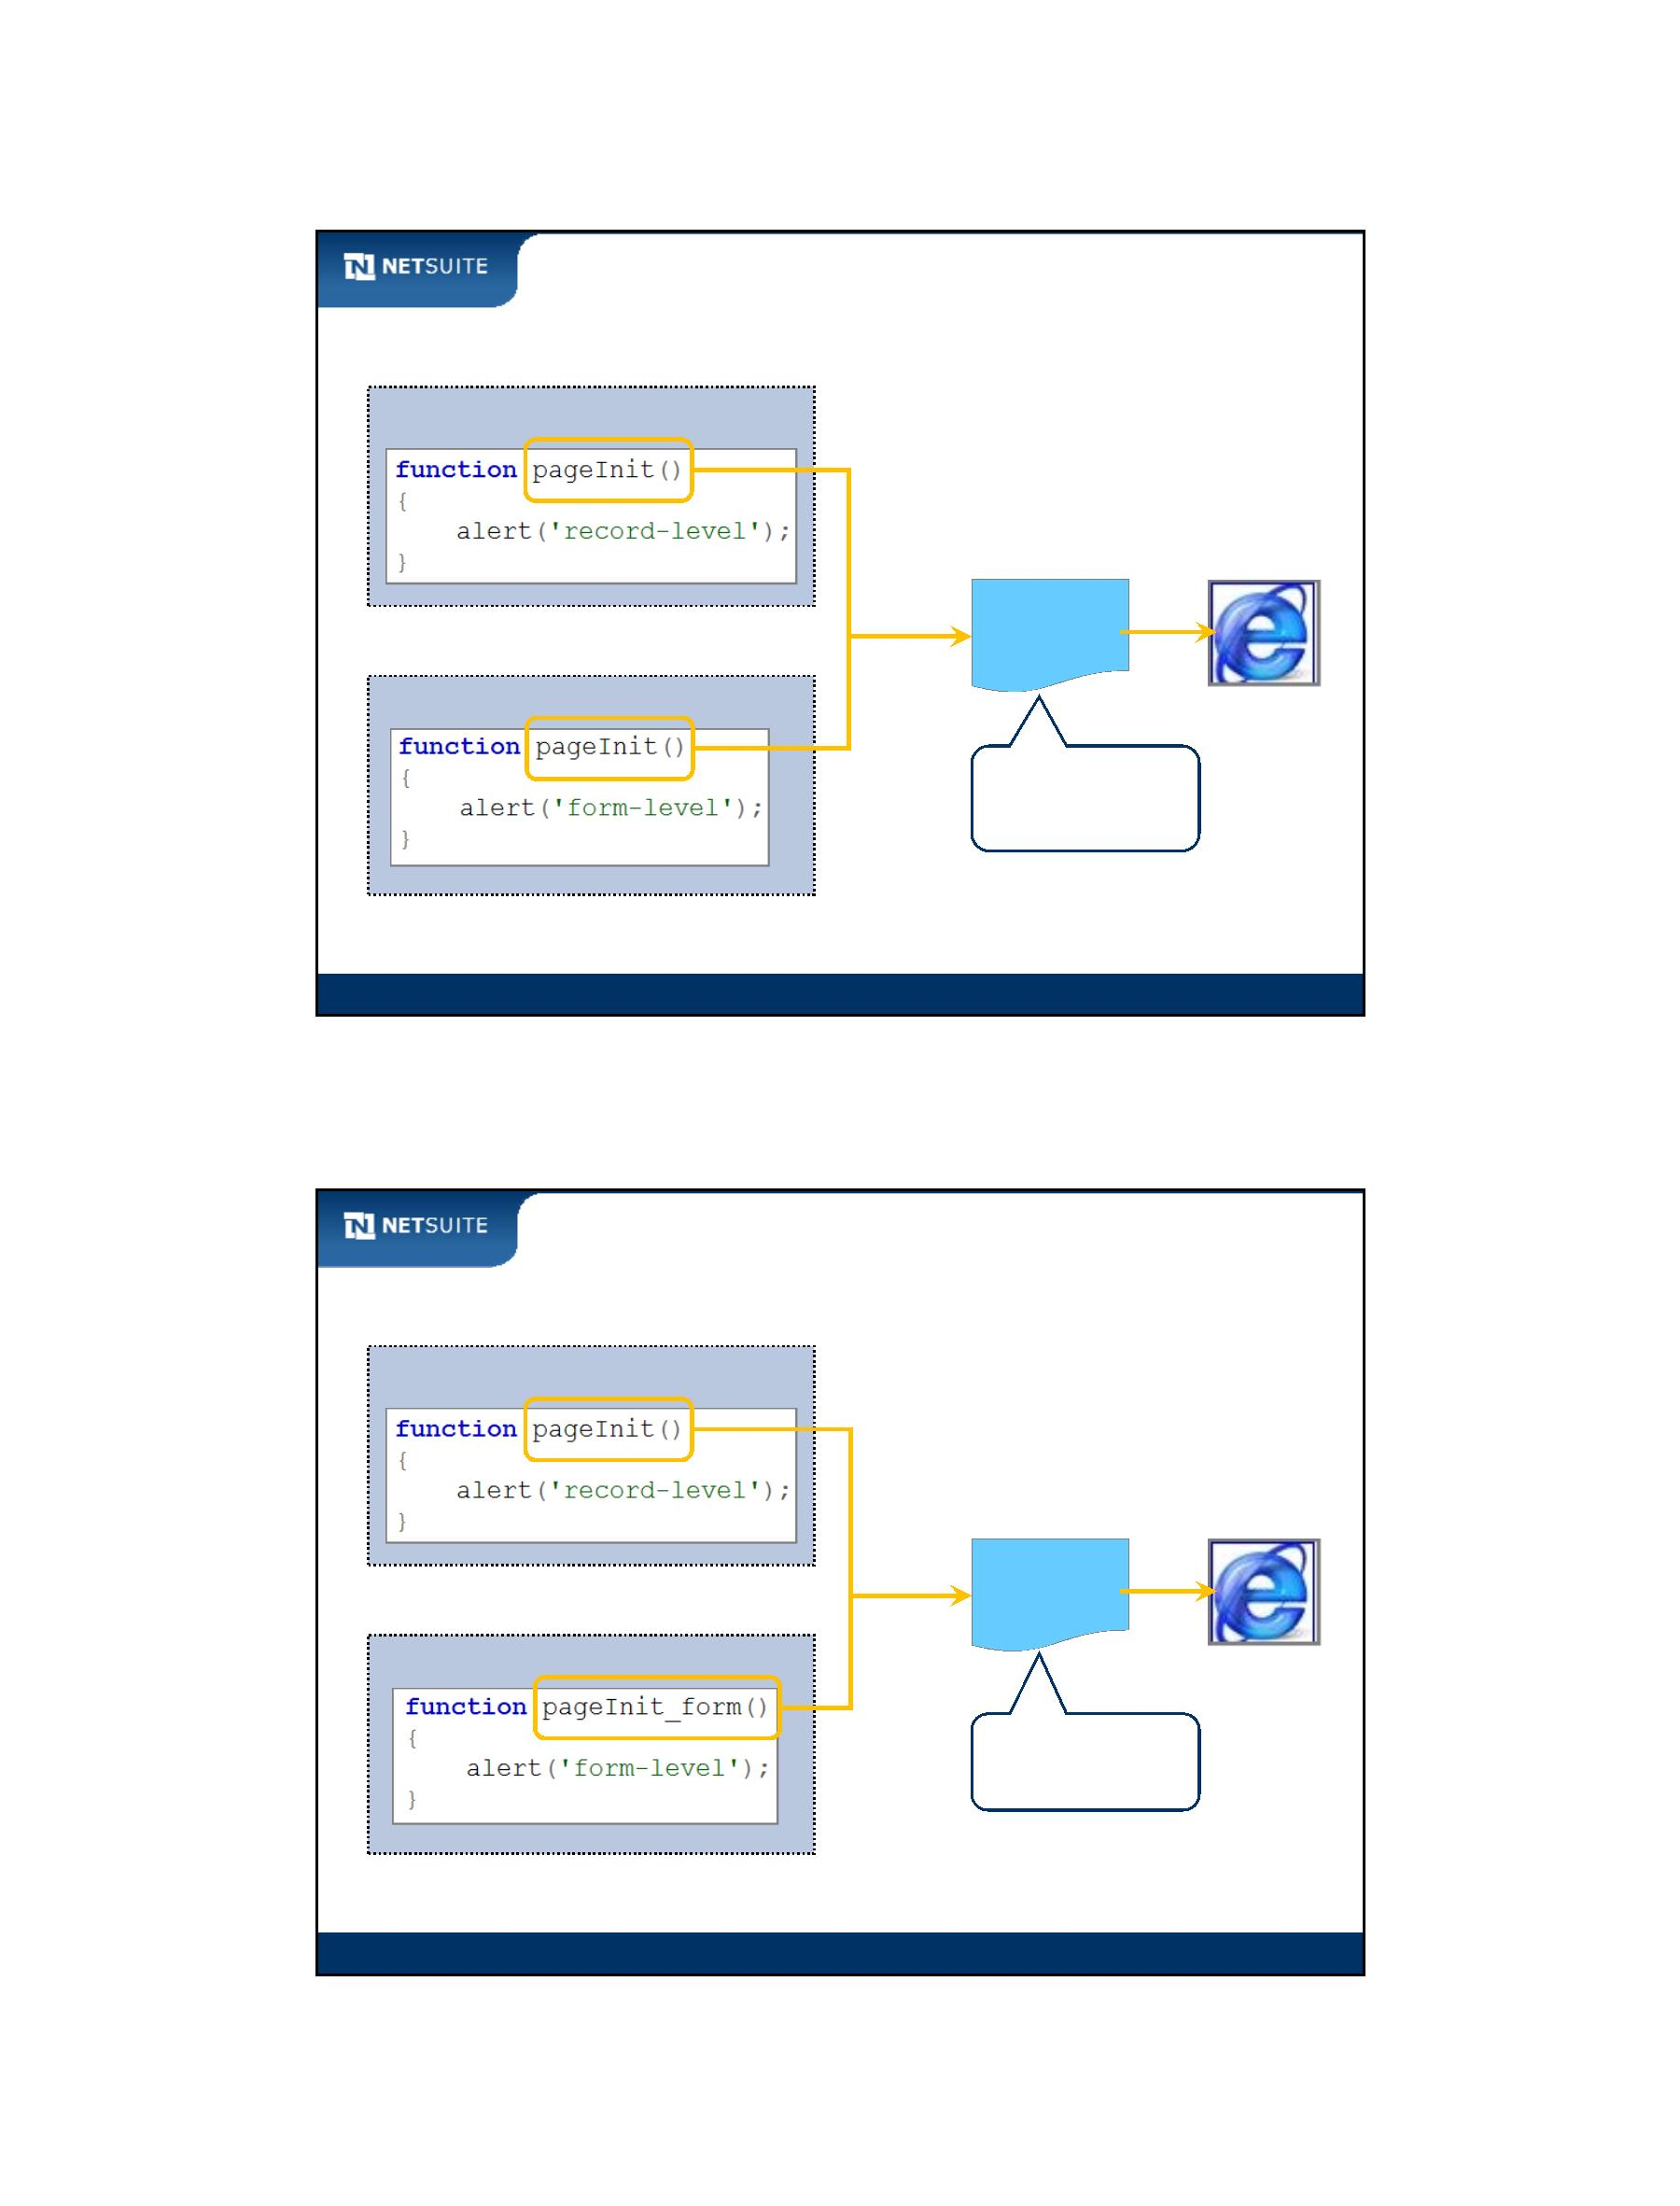 NETSUITE
function pageInit()
{
    alert('record-level');
}
function pageInit()
{
    alert('form-level');
}
NETSUITE
function pageInit()
{
    alert('record-level');
}
function pageInit_form()
{
    alert('form-level');
}